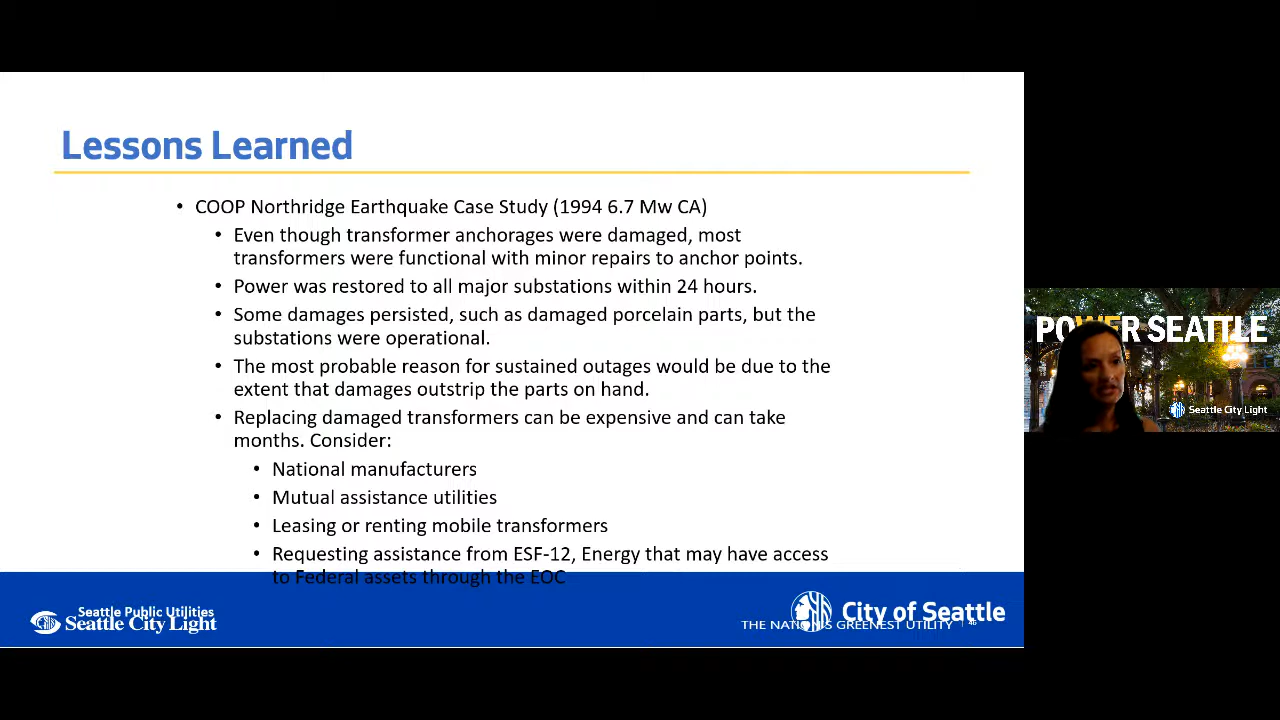 Lessons Learned
• COOP Northridge Earthquake Case Study (1994 6.7 Mw CA)
• Even though transformer anchorages were damaged, most
transformers were functional with minor repairs to anchor points.
• Power was restored to all major substations within 24 hours.
• Some damages persisted, such as damaged porcelain parts, but the
substations were operational.
• The most probable reason for sustained outages would be due to the
extent that damages outstrip the parts on hand.
• Replacing damaged transformers can be expensive and can take
months. Consider:
• National manufacturers
• Mutual assistance utilities
• Leasing or renting mobile transformers
• Requesting assistance from ESF-12, Energy that may have access
to Federal assets through the EOC
Seattle Public Utilities
Seattle City Light
City of Seattle
THE NATION'S GREENEST UTILITY | 46
POWER SEATTLE
Seattle City Light